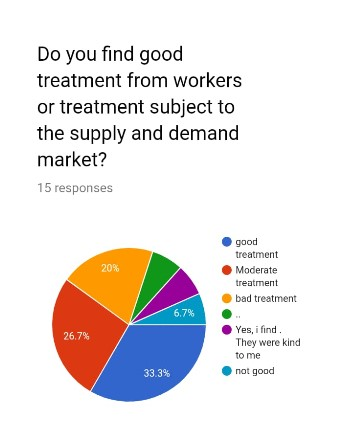 Do you find good
treatment from workers
or treatment subject to
the supply and demand
market?
15 responses
good
treatment
Moderate
treatment
bad treatment
..
Yes, i find .
They were kind
to me
not good
20%
6.7%
26.7%
33.3%